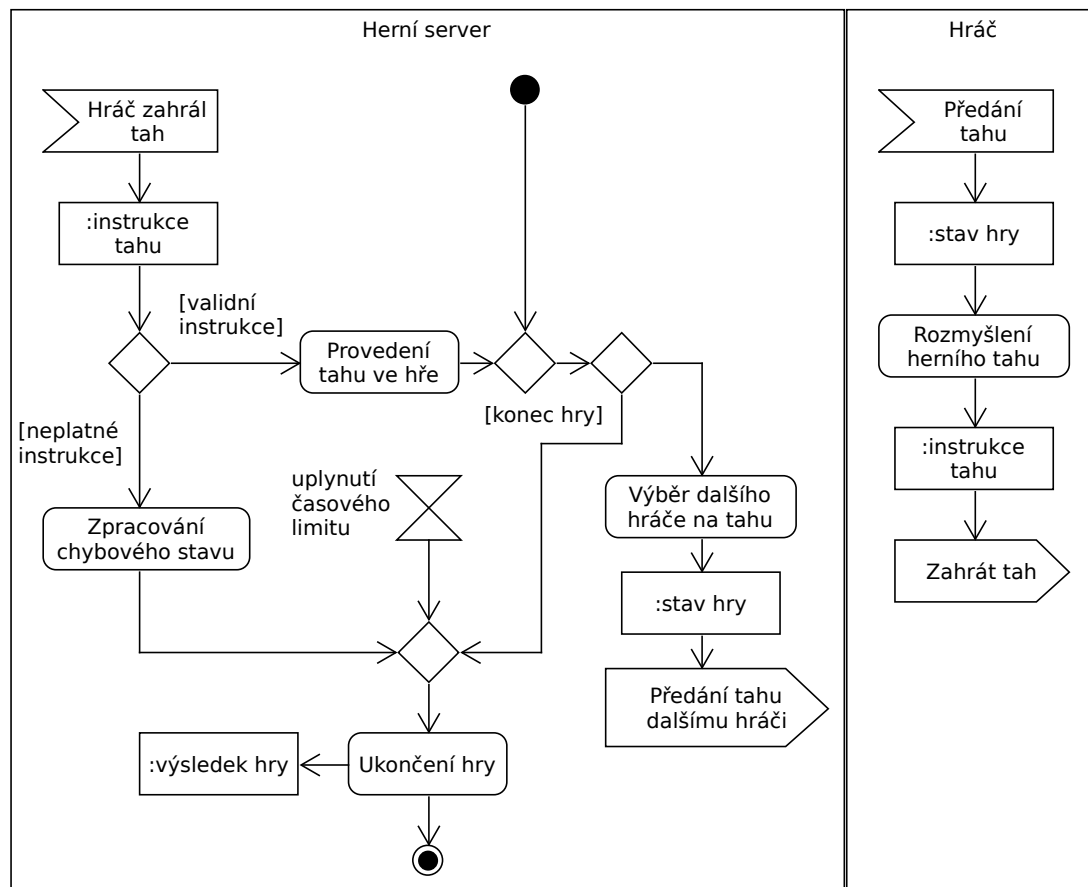 Herní server
Hráč
Hráč zahrál
tah
Předání
tahu
:instrukce
tahu
:stav hry
[validní
instrukce]
Provedení
tahu ve hře
Rozmyšlení
herního tahu
[konec hry]
[neplatné
instrukce]
:instrukce
tahu
uplynutí
časového
limitu
Výběr dalšího
hráče na tahu
Zpracování
chybového stavu
Zahrát tah
:stav hry
Předání tahu
dalšímu hráči
:výsledek hry
Ukončení hry